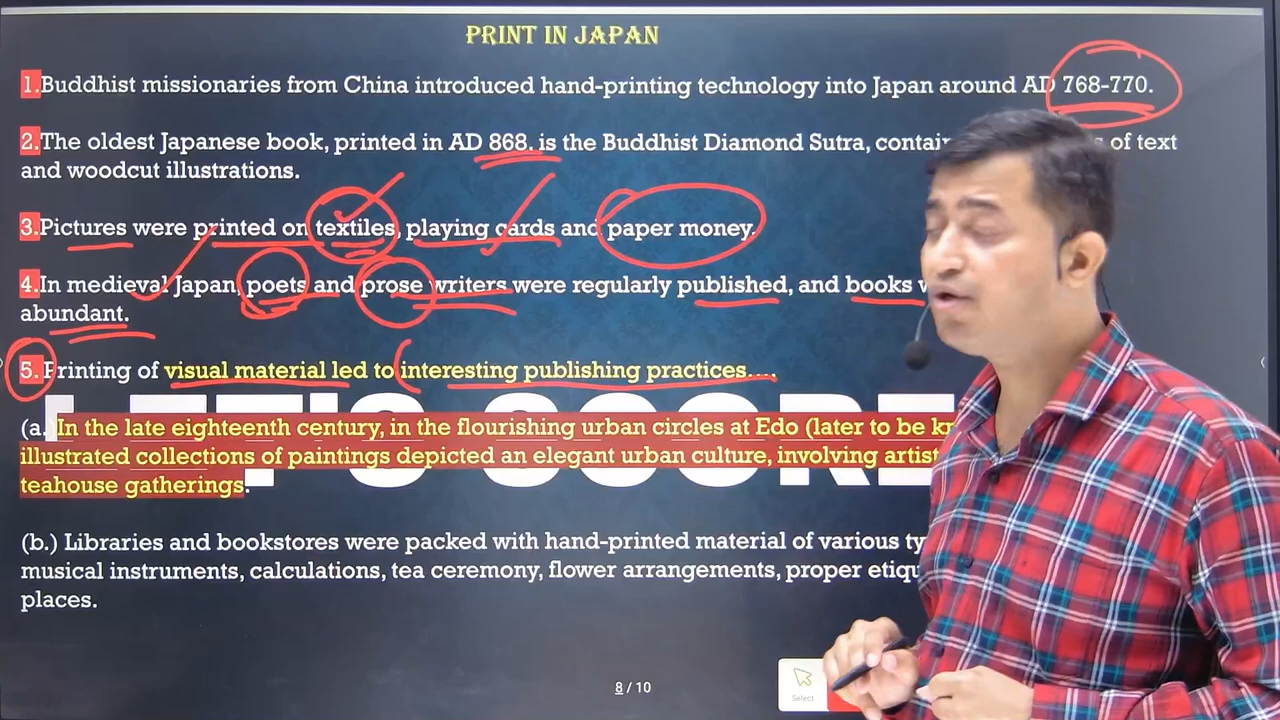 PRINT IN JAPAN
1.Buddhist missionaries from China introduced hand-printing technology into Japan around AD 768-770.
2.The oldest Japanese book, printed in AD 868. is the Buddhist Diamond Sutra, of text
and woodcut illustrations.
3.Pictures were printed on textiles, playing cards and paper money.
4.In medieval Japan, poets and prose writers were regularly published, and books
abundant.
5.Printing of visual material led to interesting publishing practices....
LET'S SCORE
(a.) In the late eighteenth century, in the flourishing urban circles at Edo (later to be
illustrated collections of paintings depicted an elegant urban culture, involving
teahouse gatherings.
(b.) Libraries and bookstores were packed with hand-printed material of various
musical instruments, calculations, tea ceremony, flower arrangements, proper
places.
8 / 10
Select